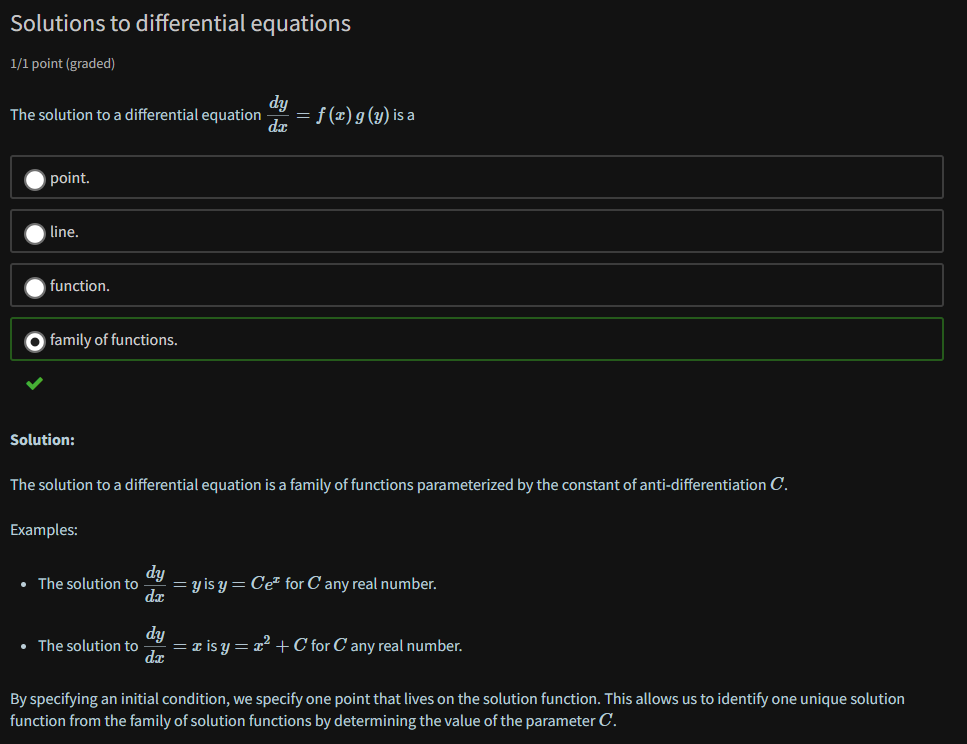 Solutions to differential equations
1/1 point (graded)
The solution to a differential equation dy/dx = f(x)g(y) is a
point.
line.
function.
family of functions.
Solution:
The solution to a differential equation is a family of functions parameterized by the constant of anti-differentiation C.
Examples:
• The solution to dy/dx = y is y = Ceˣ for C any real number.
• The solution to dy/dx = x is y = x² + C for C any real number.
By specifying an initial condition, we specify one point that lives on the solution function. This allows us to identify one unique solution
function from the family of solution functions by determining the value of the parameter C.